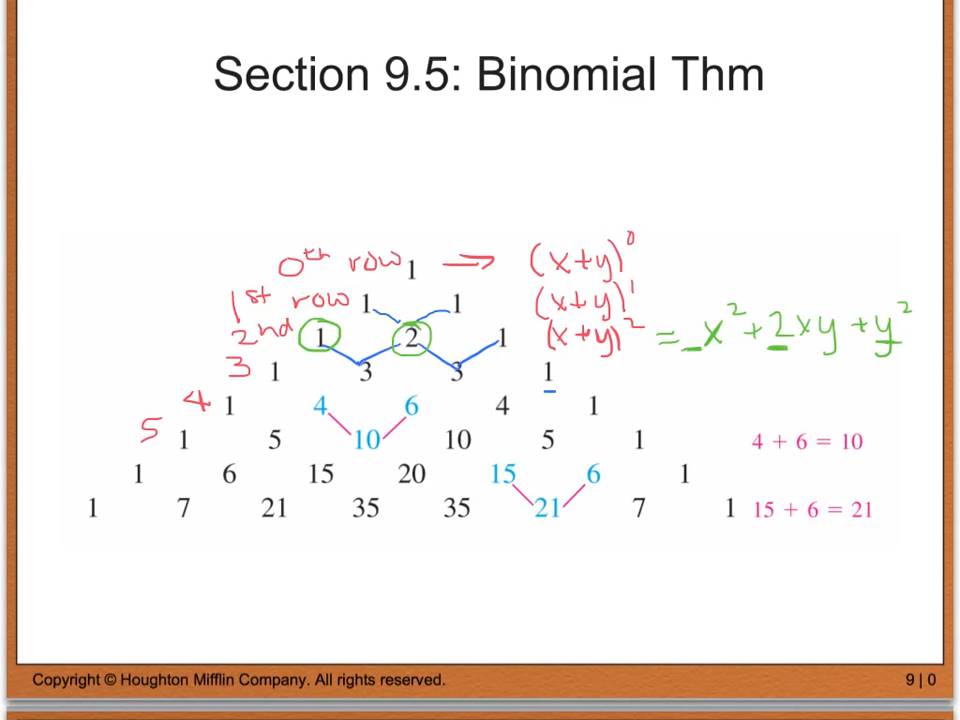 Section 9.5: Binomial Thm
0th row 1 ⇒ (x+y)^0
1st row 1 1 (x+y)^1
2nd 1 2 1 (x+y)^2 = _x^2 + 2xy + y^2
3 1 3 3 1
4 1 4 6 4 1
5 1 5 10 10 5 1 4 + 6 = 10
1 6 15 20 15 6 1
1 7 21 35 35 21 7 1 15 + 6 = 21
Copyright © Houghton Mifflin Company. All rights reserved. 9 | 0